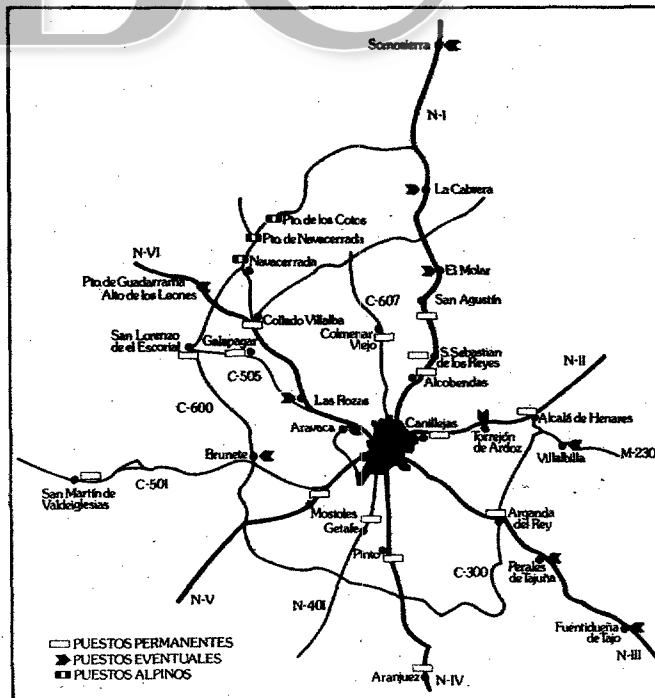 Somosierra
N-I
La Cabrera
Pto. de los Cotos
Pto. de Navacerrada
N-VI
Navacerrada
El Molar
Pto. de Guadarrama
Alto de los Leones
C-607
San Agustín
Collado Villalba
Colmenar
Viejo
San Lorenzo
de el Escorial
Galapagar
S. Sebastián
de los Reyes
N-II
C-505
Alcobendas
C-600
Las Rozas
Canillejas
Alcalá de Henares
Aravaca
Torrejón
de Ardoz
Villalbilla
M-230
Brunete
C-501
San Martín de
Valdeiglesias
Mostoles
Getafe
Arganda
del Rey
Pinto
C-300
Perales
de Tajuña
N-V
N-401
Fuentidueña
de Tajo
N-III
PUESTOS PERMANENTES
PUESTOS EVENTUALES
PUESTOS ALPINOS
Aranjuez
N-IV